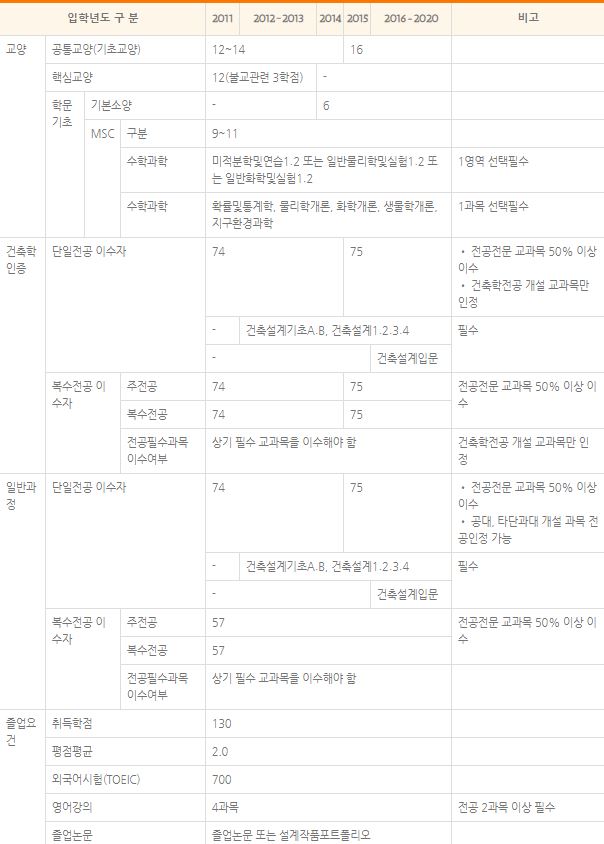 입학년도 구 분 2011 2012-2013 2014 2015 2016-2020 비고
교양 공통교양(기초교양) 12~14 16
핵심교양 12(불교관련 3학점) -
학문 기본소양 - 6
기초
MSC 구분 9~11
수학과학 미적분학및연습1.2 또는 일반물리학및실험1.2 또 1영역 선택필수
는 일반화학및실험1.2
수학과학 확률및통계학, 물리학개론, 화학개론, 생물학개론, 1과목 선택필수
지구환경과학
건축학 단일전공 이수자 74 75 • 전공전문 교과목 50% 이상
인증 이수
• 건축학전공 개설 교과목만
인정
- 건축설계기초A.B, 건축설계1.2.3.4 필수
- 건축설계입문
복수전공 이 주전공 74 75 전공전문 교과목 50% 이상 이
수자 수
복수전공 74 75
전공필수과목 상기 필수 교과목을 이수해야 함 건축학전공 개설 교과목만 인
이수여부 정
일반과 단일전공 이수자 74 75 • 전공전문 교과목 50% 이상
정 이수
• 공대, 타단과대 개설 과목 전
공인정 가능
- 건축설계기초A.B, 건축설계1.2.3.4 필수
- 건축설계입문
복수전공 이 주전공 57 전공전문 교과목 50% 이상 이
수자 수
복수전공 57
전공필수과목 상기 필수 교과목을 이수해야 함
이수여부
졸업요 취득학점 130
건
평점평균 2.0
외국어시험(TOEIC) 700
영어강의 4과목 전공 2과목 이상 필수
졸업논문 졸업논문 또는 설계작품포트폴리오